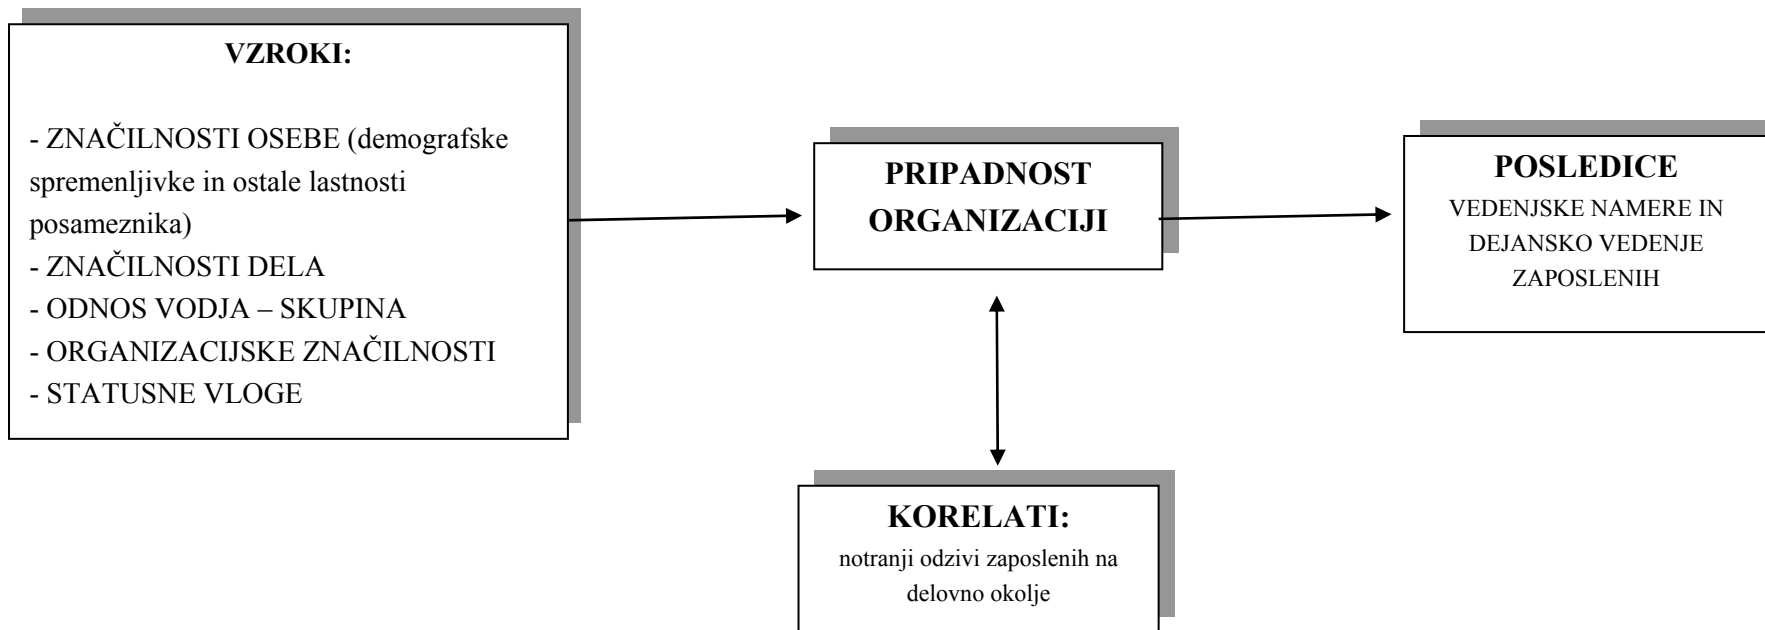 VZROKI:
- ZNAČILNOSTI OSEBE (demografske
spremenljivke in ostale lastnosti
posameznika)
- ZNAČILNOSTI DELA
- ODNOS VODJA – SKUPINA
- ORGANIZACIJSKE ZNAČILNOSTI
- STATUSNE VLOGE
PRIPADNOST
ORGANIZACIJI
POSLEDICE
VEDENJSKE NAMERE IN
DEJANSKO VEDENJE
ZAPOSLENIH
KORELATI:
notranji odzivi zaposlenih na
delovno okolje